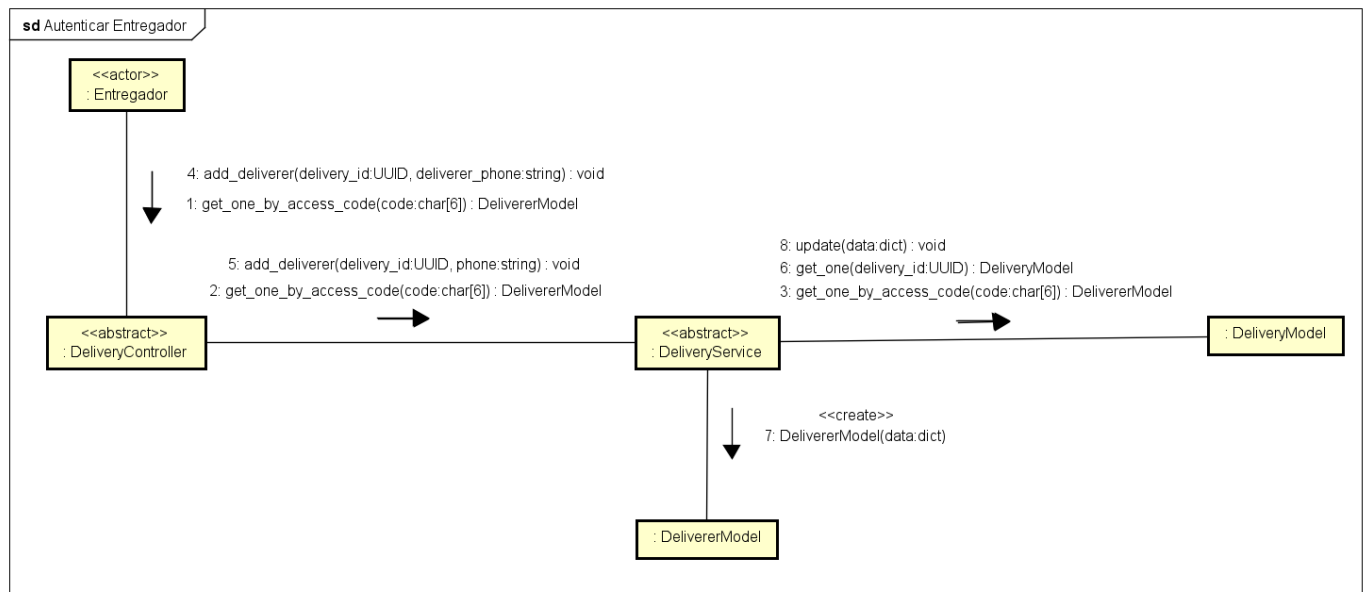 sd Autenticar Entregador
<<actor>>
: Entregador
4: add_deliverer(delivery_id:UUID, deliverer_phone:string) : void
1: get_one_by_access_code(code:char[6]) : DelivererModel
5: add_deliverer(delivery_id:UUID, phone:string) : void
2: get_one_by_access_code(code:char[6]) : DelivererModel
8: update(data:dict) : void
6: get_one(delivery_id:UUID) : DeliveryModel
3: get_one_by_access_code(code:char[6]) : DelivererModel
<<abstract>>
: DeliveryController
<<abstract>>
: DeliveryService
: DeliveryModel
<<create>>
7: DelivererModel(data:dict)
: DelivererModel